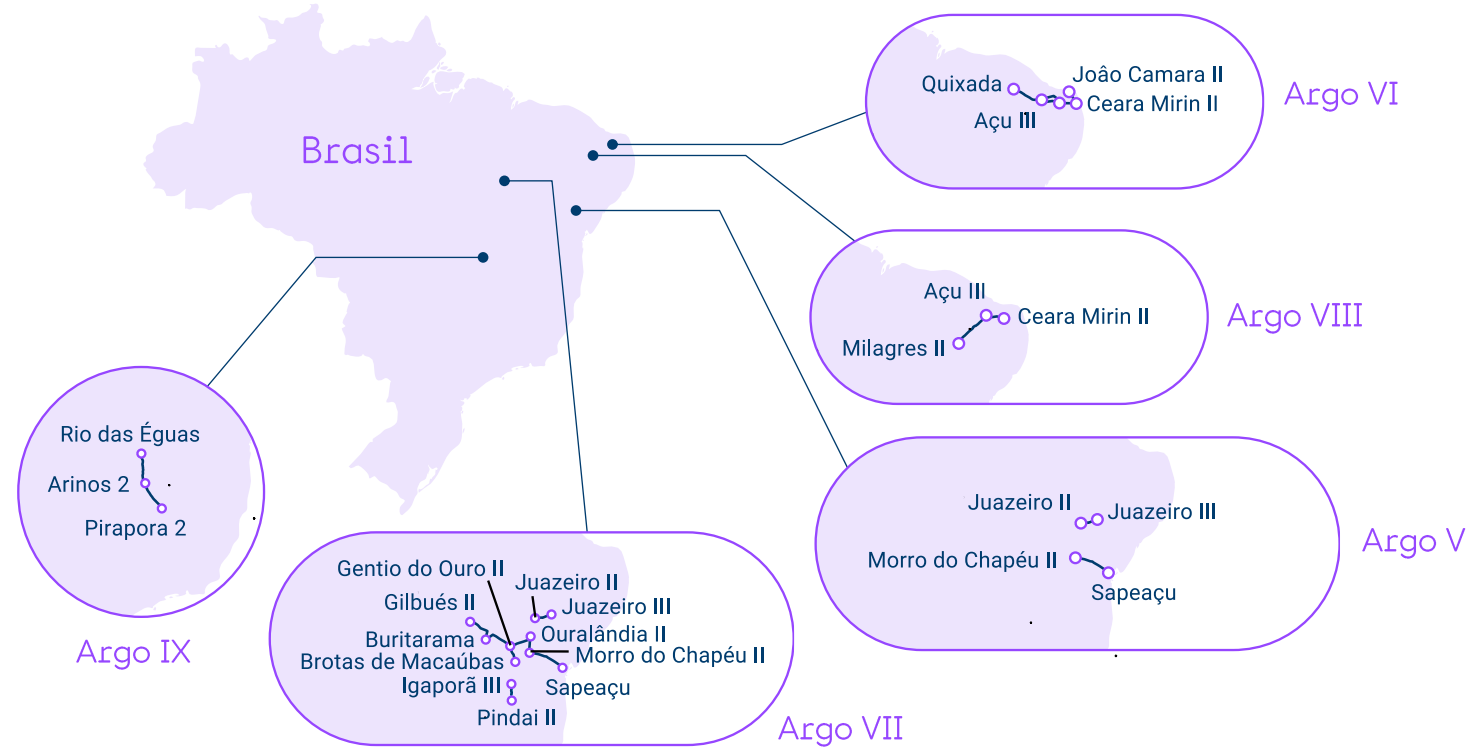 Brasil
Quixada
Joâo Camara II
Ceara Mirin II
Açu III
Argo VI
Açu III
Ceara Mirin II
Milagres II
Argo VIII
Juazeiro II
Juazeiro III
Morro do Chapéu II
Sapeaçu
Argo V
Rio das Éguas
Arinos 2
Pirapora 2
Argo IX
Gentio do Ouro II
Juazeiro II
Gilbués II
Juazeiro III
Buritarama
Ouralândia II
Brotas de Macaúbas
Morro do Chapéu II
Igaporã III
Sapeaçu
Pindai II
Argo VII